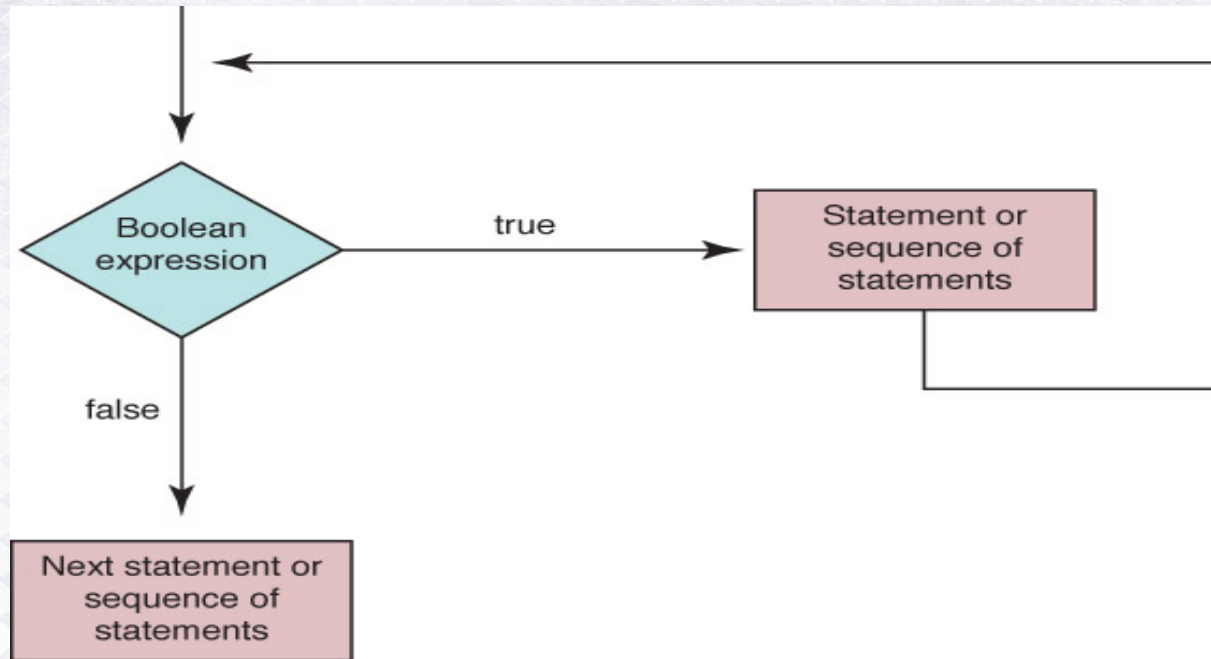 Boolean
expression
true
Statement or
sequence of
statements
false
Next statement or
sequence of
statements